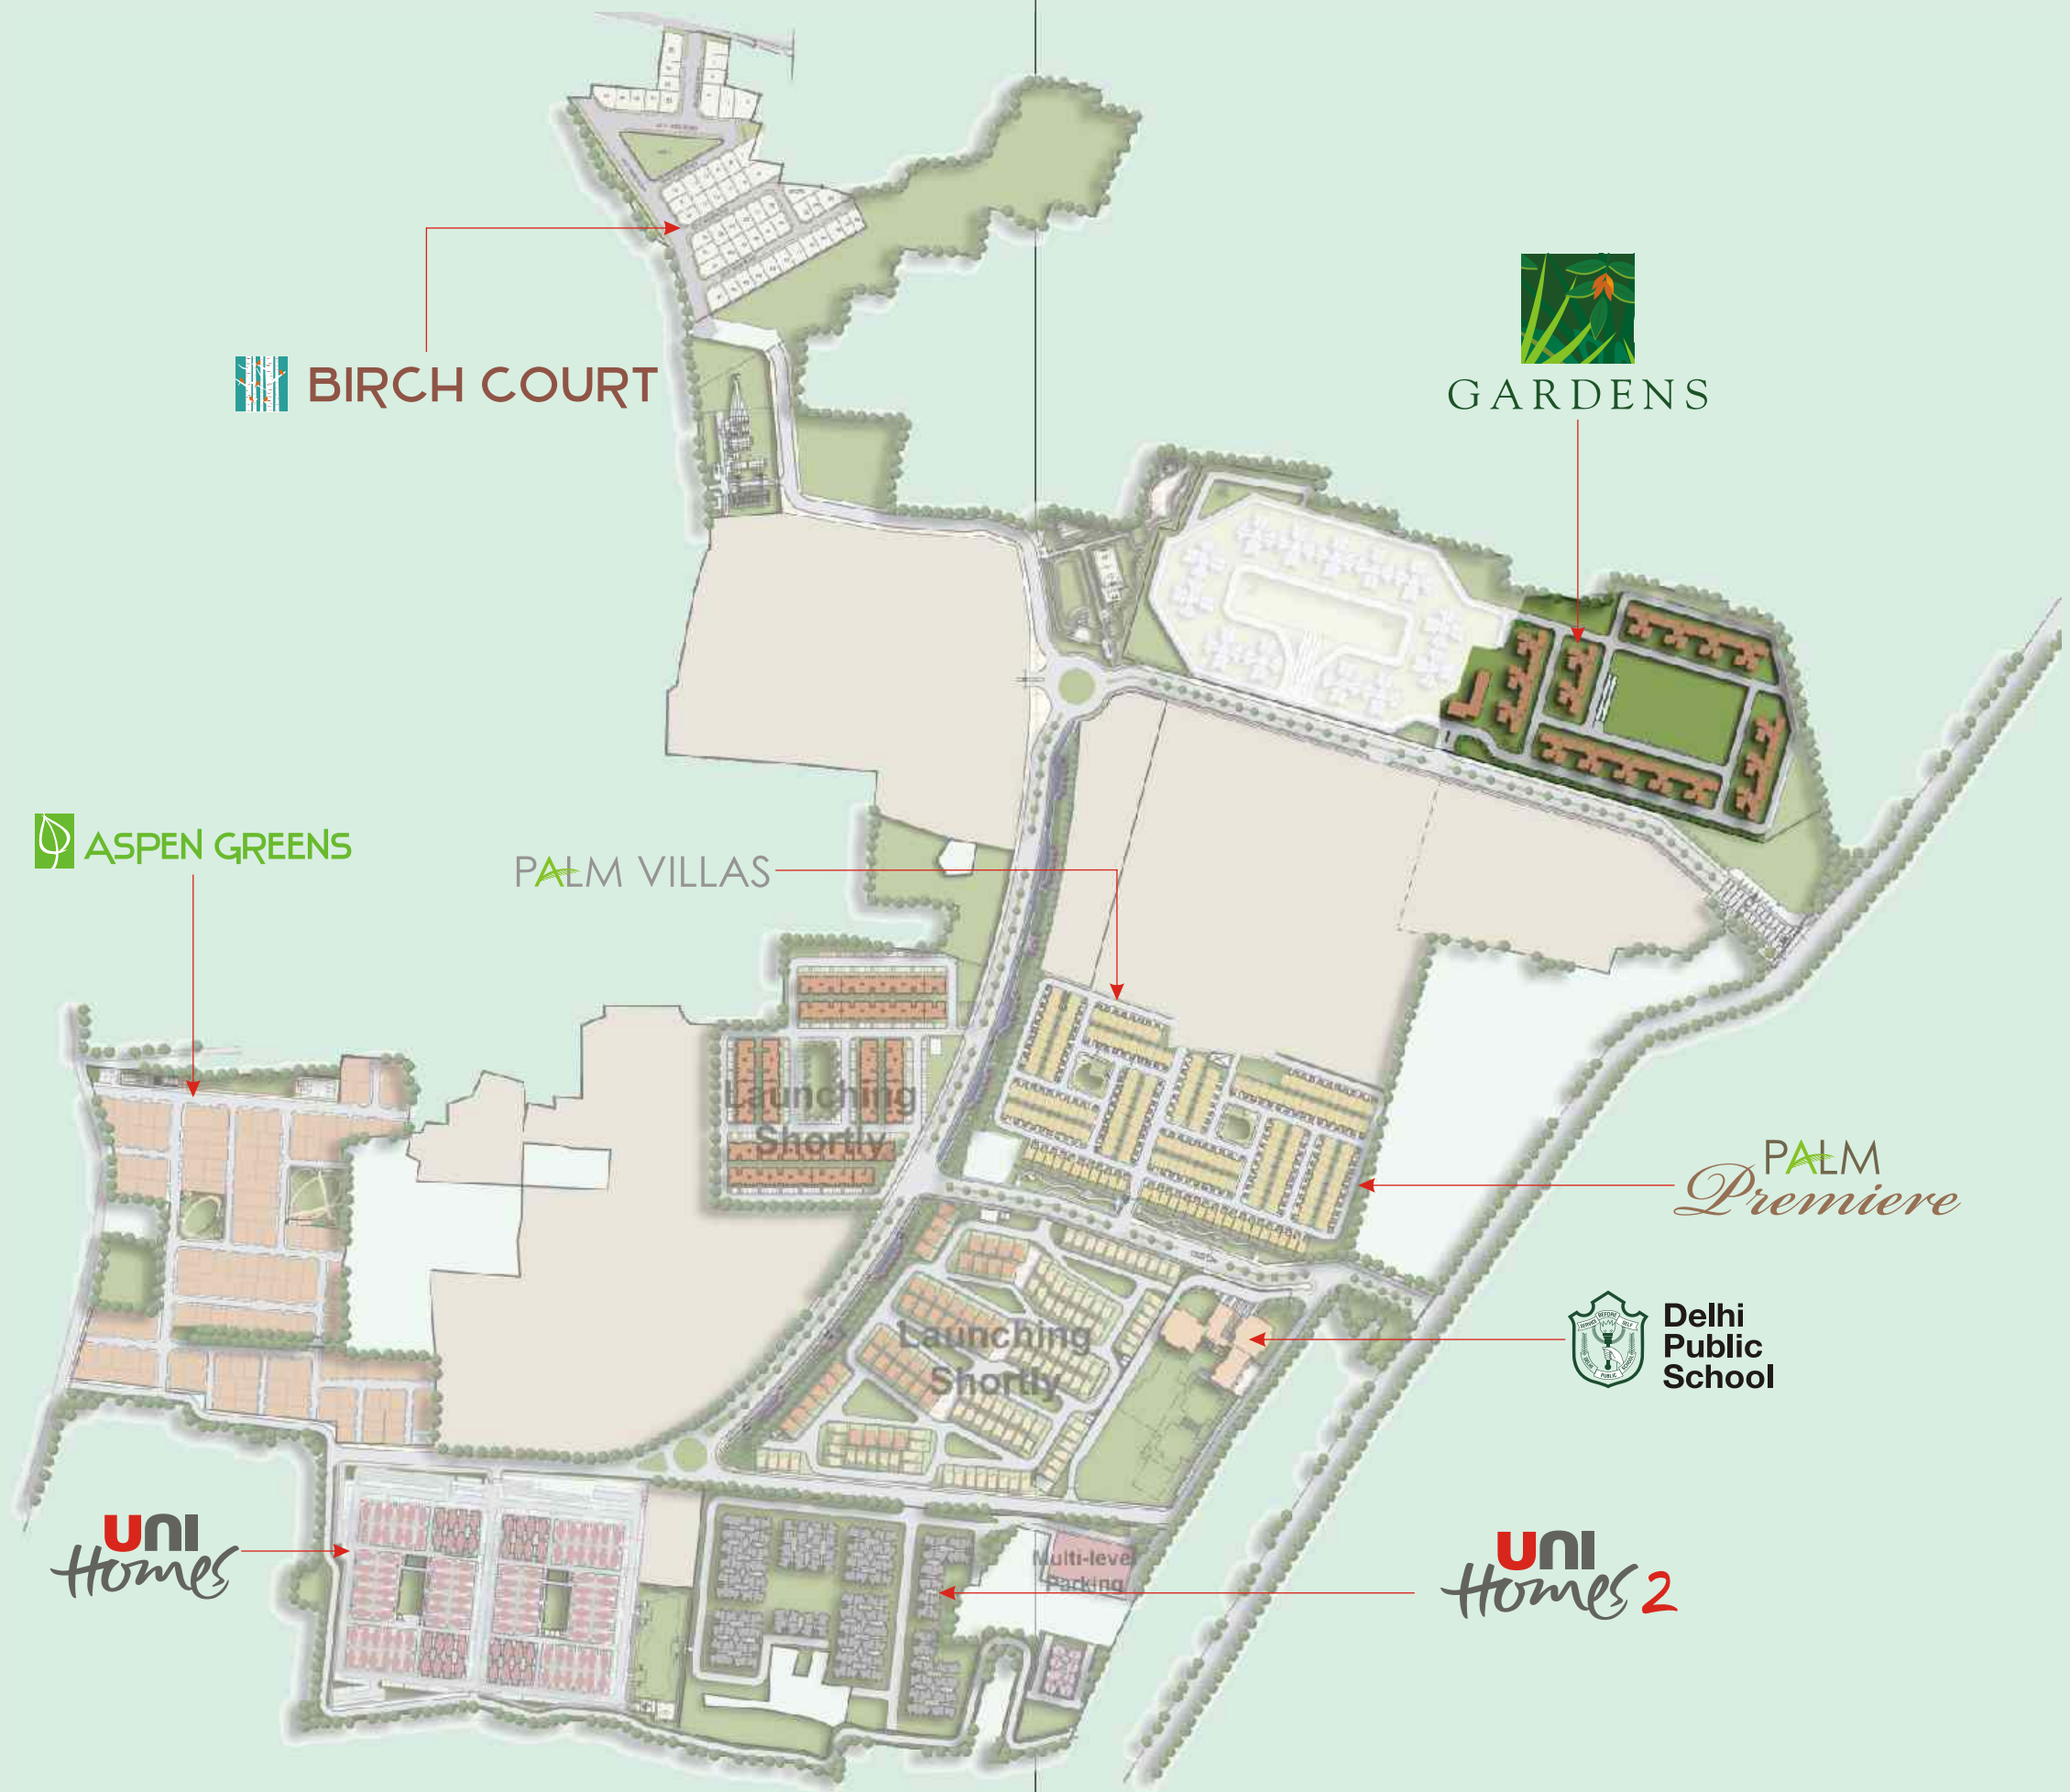 BIRCH COURT
GARDENS
ASPEN GREENS
PALM VILLAS
Launching
Shortly
PALM
Premiere
Delhi
Public
School
Launching
Shortly
UNI
Homes
Multi-level
Parking
UNI
Homes 2